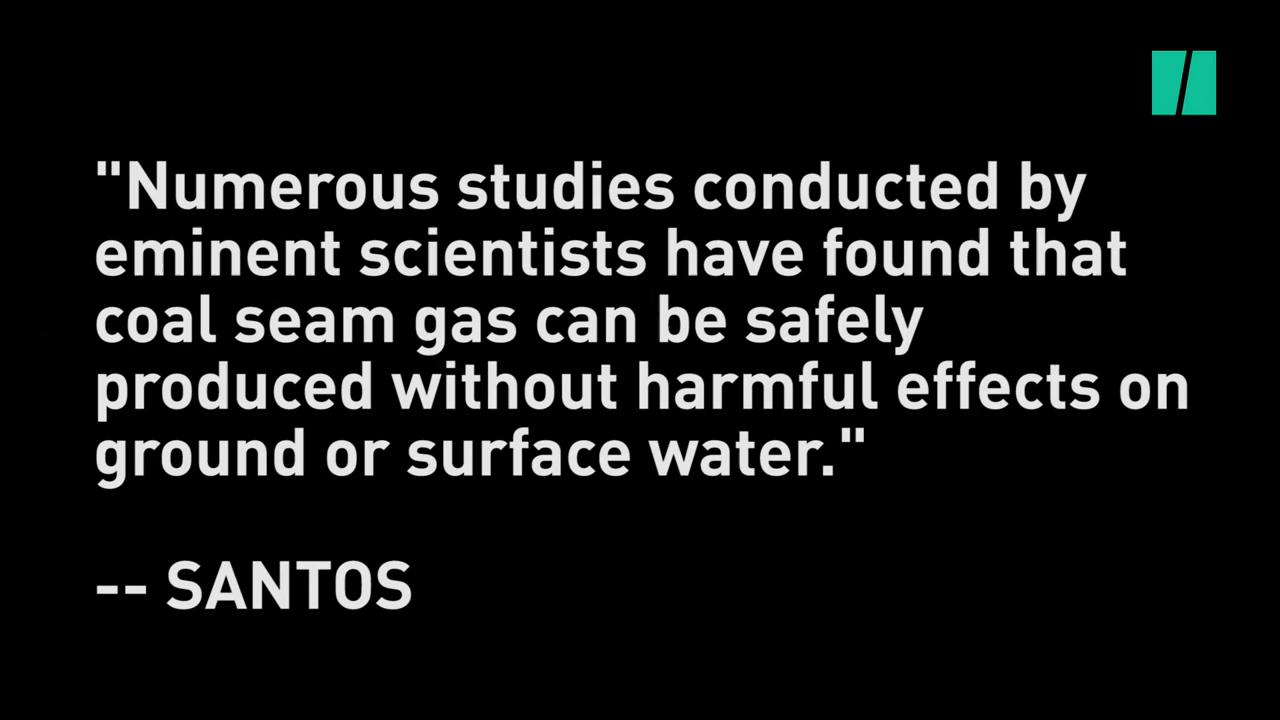 "Numerous studies conducted by
eminent scientists have found that
coal seam gas can be safely
produced without harmful effects on
ground or surface water."
-- SANTOS